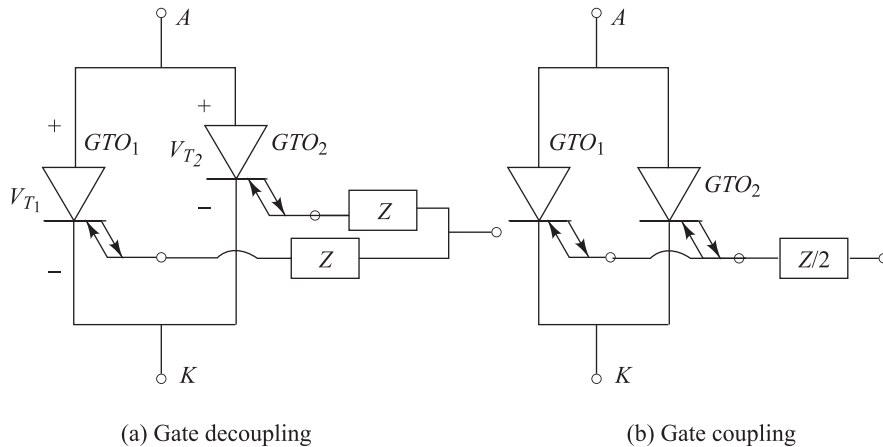 A
A
+
+
GTO₁
GTO₂
V_T₁
V_T₂
−
−
Z
Z
GTO₁
GTO₂
Z/2
K
K
(a) Gate decoupling
(b) Gate coupling